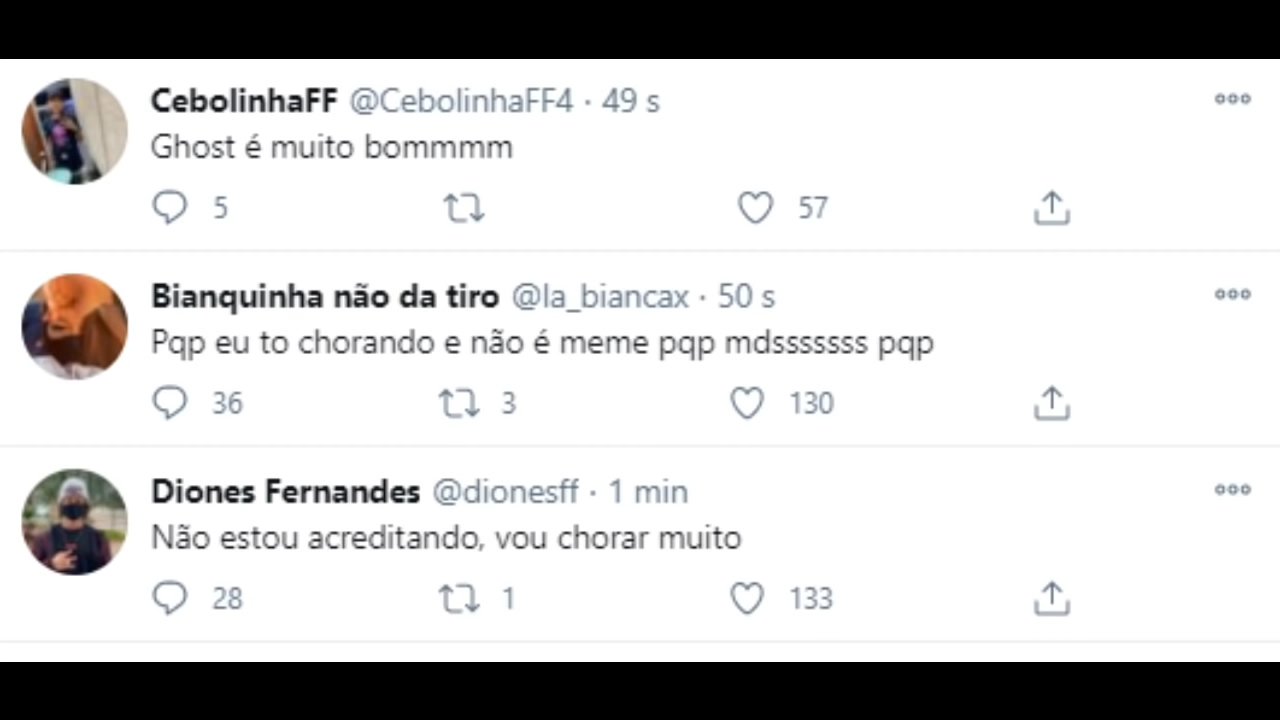 CebolinhaFF @CebolinhaFF4 · 49 s
Ghost é muito bommmm
5 57
Bianquinha não da tiro @la_biancax · 50 s
Pqp eu to chorando e não é meme pqp mdsssssss pqp
36 3 130
Diones Fernandes @dionesff · 1 min
Não estou acreditando, vou chorar muito
28 1 133